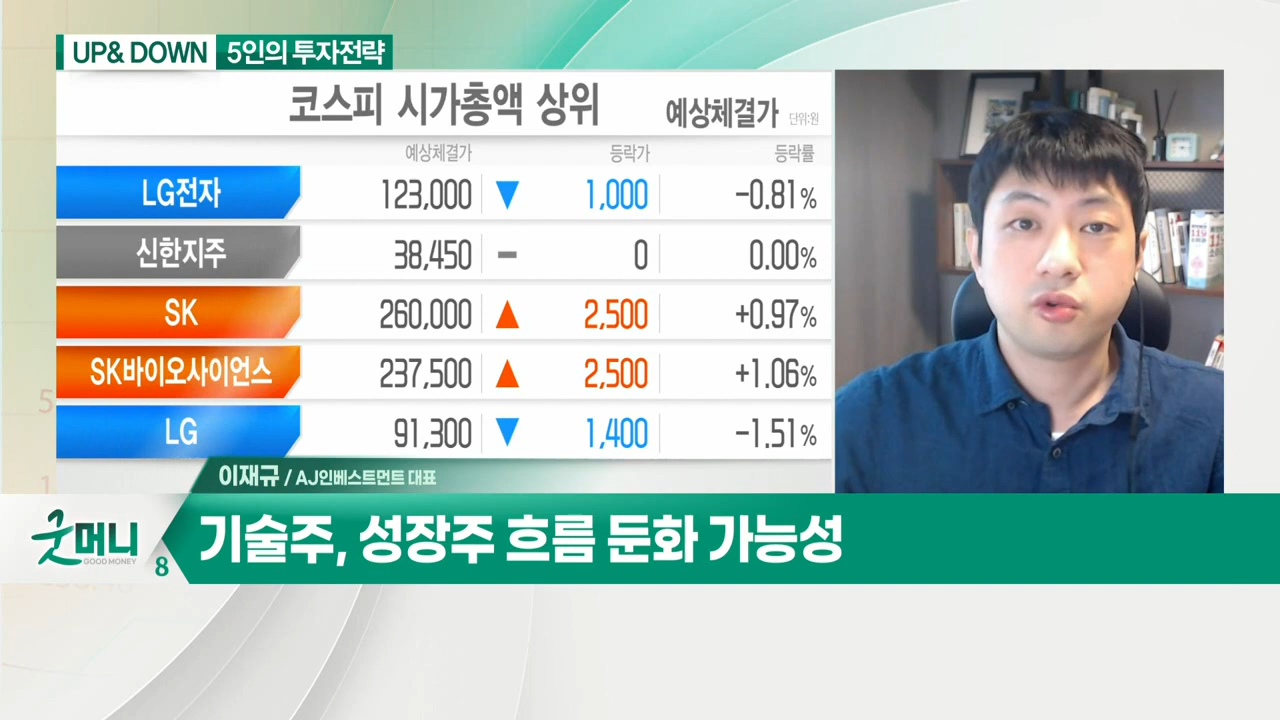 UP& DOWN 5인의 투자전략
코스피 시가총액 상위 예상체결가 단위:원
예상체결가 등락가 등락률
LG전자 123,000 ▼ 1,000 -0.81%
신한지주 38,450 - 0 0.00%
SK 260,000 ▲ 2,500 +0.97%
SK바이오사이언스 237,500 ▲ 2,500 +1.06%
LG 91,300 ▼ 1,400 -1.51%
이재규 / AJ인베스트먼트 대표
굿머니
GOOD MONEY
8
기술주, 성장주 흐름 둔화 가능성